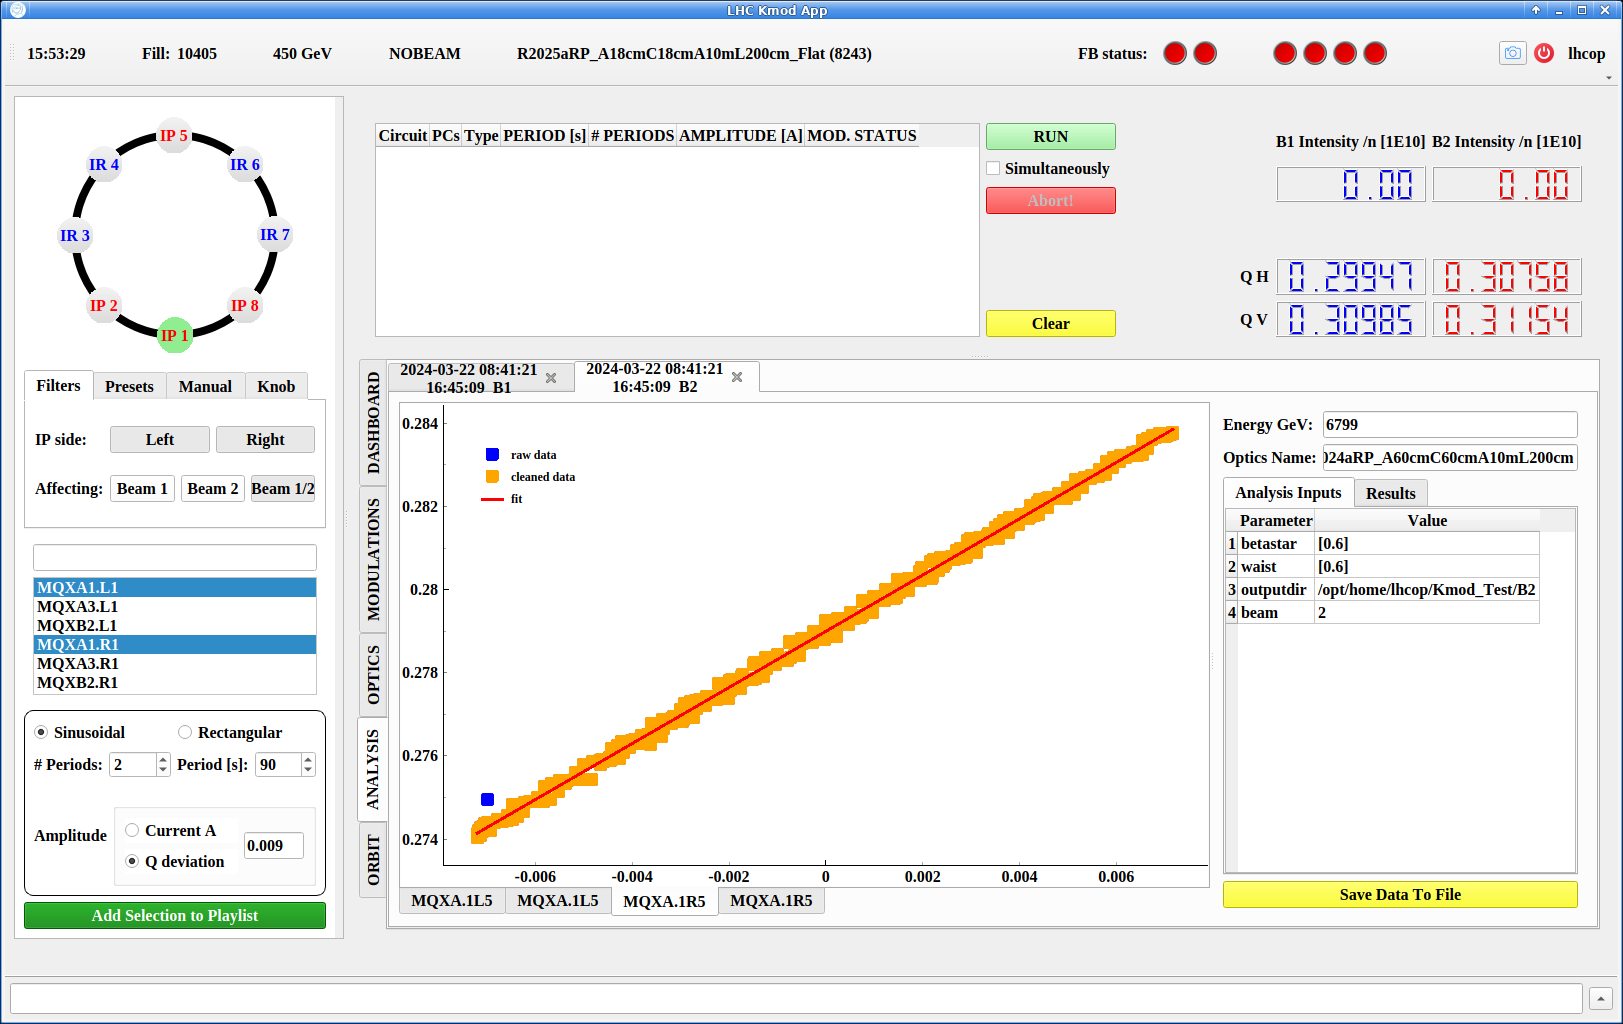 LHC Kmod App
15:53:29 Fill: 10405 450 GeV NOBEAM R2025aRP_A18cmC18cmA10mL200cm_Flat (8243) FB status: lhcop
IP 5
IR 4 IR 6
IR 3 IR 7
IP 2 IP 8
IP 1
Filters Presets Manual Knob
IP side: Left Right
Affecting: Beam 1 Beam 2 Beam 1/2
MQXA1.L1
MQXA3.L1
MQXB2.L1
MQXA1.R1
MQXA3.R1
MQXB2.R1
Sinusoidal Rectangular
# Periods: 2 Period [s]: 90
Amplitude
Current A
Q deviation
0.009
Add Selection to Playlist
Circuit PCs Type PERIOD [s] # PERIODS AMPLITUDE [A] MOD. STATUS
RUN
Simultaneously
Abort!
Clear
B1 Intensity /n [1E10] B2 Intensity /n [1E10]
0.00 0.00
Q H 0.29947 0.30758
Q V 0.30985 0.31154
DASHBOARD
MODULATIONS
OPTICS
ANALYSIS
ORBIT
2024-03-22 08:41:21
16:45:09 B1
2024-03-22 08:41:21
16:45:09 B2
0.284
0.282
0.28
0.278
0.276
0.274
raw data
cleaned data
fit
-0.006 -0.004 -0.002 0 0.002 0.004 0.006
MQXA.1L5 MQXA.1L5 MQXA.1R5 MQXA.1R5
Energy GeV: 6799
Optics Name: 024aRP_A60cmC60cmA10mL200cm
Analysis Inputs Results
Parameter Value
1 betastar [0.6]
2 waist [0.6]
3 outputdir /opt/home/lhcop/Kmod_Test/B2
4 beam 2
Save Data To File